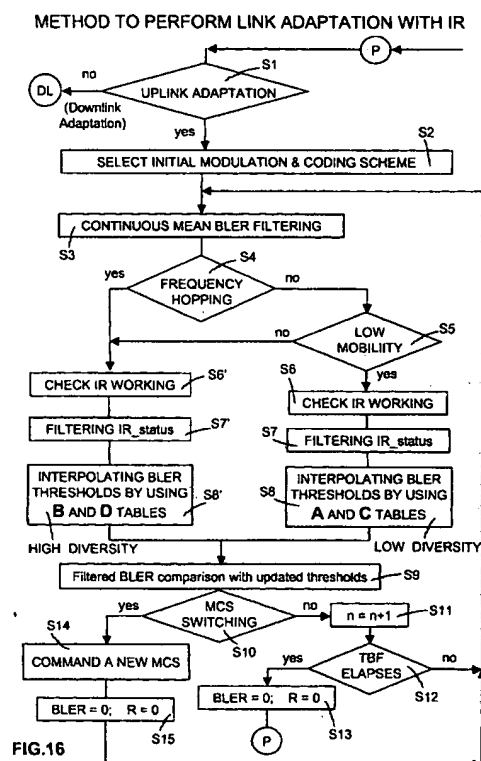 METHOD TO PERFORM LINK ADAPTATION WITH IR
P
S1
no
DL
UPLINK ADAPTATION
(Downlink
Adaptation)
yes
S2
SELECT INITIAL MODULATION & CODING SCHEME
CONTINUOUS MEAN BLER FILTERING
S3
S4
yes
FREQUENCY
HOPPING
no
no
LOW
MOBILIITY
S5
yes
S6'
CHECK IR WORKING
S6
CHECK IR WORKING
S7'
FILTERING IR_status
S7
FILTERING IR_status
INTERPOLATING BLER
THRESHOLDS BY USING
B AND D TABLES
S8'
S8
INTERPOLATING BLER
THRESHOLDS BY USING
A AND C TABLES
HIGH DIVERSITY
LOW DIVERSITY
Filtered BLER comparison with updated thresholds
S9
yes
MCS
SWITCHING
no
n = n+1
S11
S14
S10
COMMAND A NEW MCS
yes
TBF
ELAPSES
no
S12
BLER = 0; R = 0
S15
BLER = 0; R = 0
S13
P
FIG.16